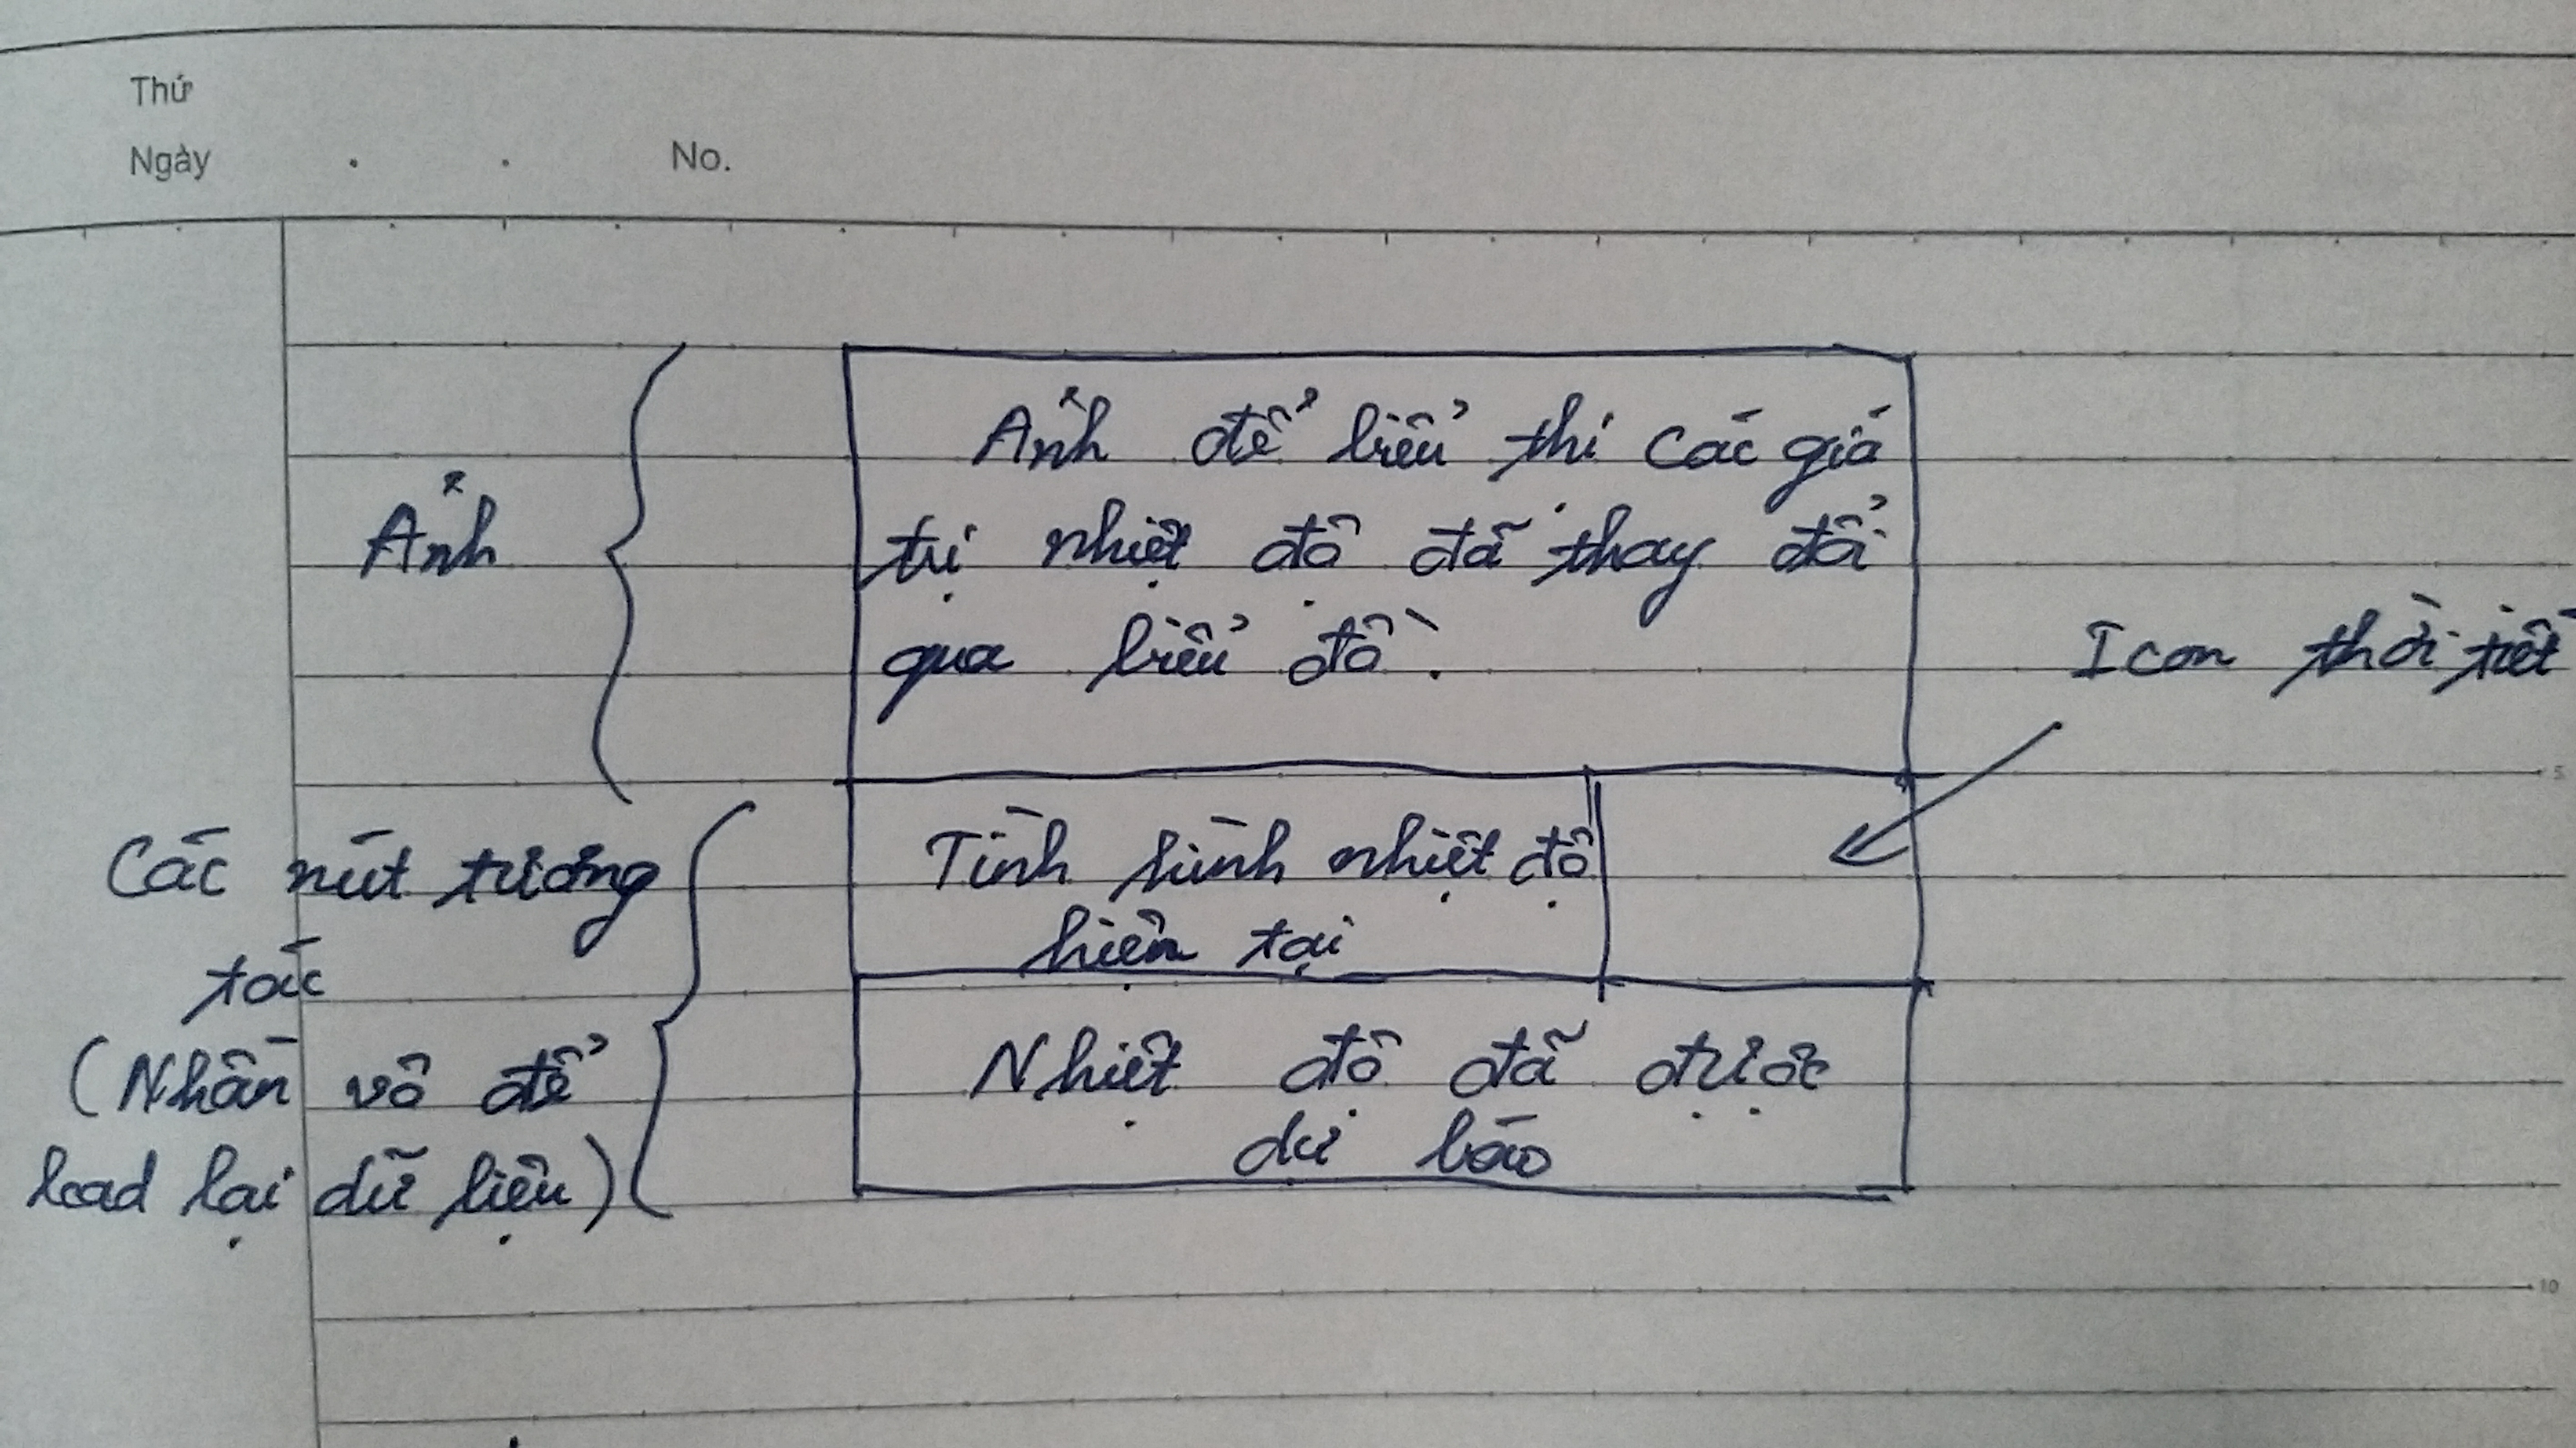 Thứ
Ngày . . No.
Ảnh để biểu thi các giá
trị nhiệt độ đã thay đổi
qua biểu đồ.
Ảnh
Icon thời tiết
Tình hình nhiệt độ
hiện tại
Các nút tương
tác
(Nhấn vô để
load lại dữ liệu)
Nhiệt độ đã được
dự báo
5
10